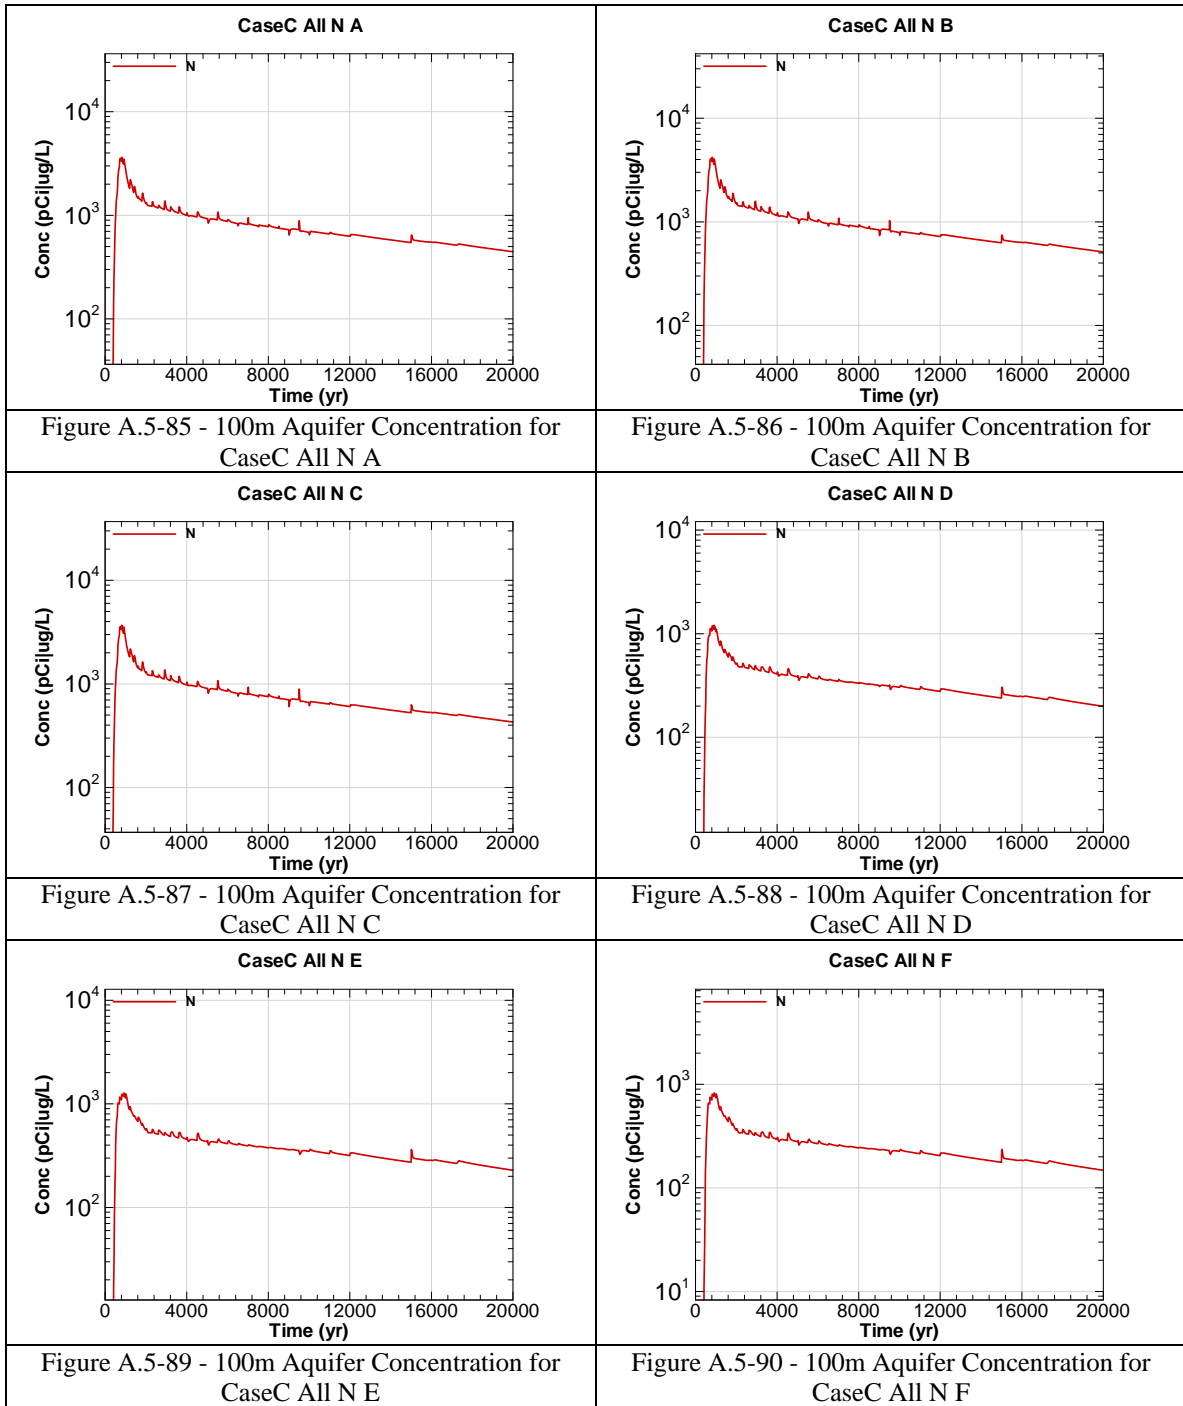 CaseC All N A
N
10^4
10^3
10^2
Conc (pCi|ug/L)
0 4000 8000 12000 16000 20000
Time (yr)
Figure A.5-85 - 100m Aquifer Concentration for
CaseC All N A
CaseC All N B
N
10^4
10^3
10^2
Conc (pCi|ug/L)
0 4000 8000 12000 16000 20000
Time (yr)
Figure A.5-86 - 100m Aquifer Concentration for
CaseC All N B
CaseC All N C
N
10^4
10^3
10^2
Conc (pCi|ug/L)
0 4000 8000 12000 16000 20000
Time (yr)
Figure A.5-87 - 100m Aquifer Concentration for
CaseC All N C
CaseC All N D
N
10^4
10^3
10^2
Conc (pCi|ug/L)
0 4000 8000 12000 16000 20000
Time (yr)
Figure A.5-88 - 100m Aquifer Concentration for
CaseC All N D
CaseC All N E
N
10^4
10^3
10^2
Conc (pCi|ug/L)
0 4000 8000 12000 16000 20000
Time (yr)
Figure A.5-89 - 100m Aquifer Concentration for
CaseC All N E
CaseC All N F
N
10^3
10^2
10^1
Conc (pCi|ug/L)
0 4000 8000 12000 16000 20000
Time (yr)
Figure A.5-90 - 100m Aquifer Concentration for
CaseC All N F